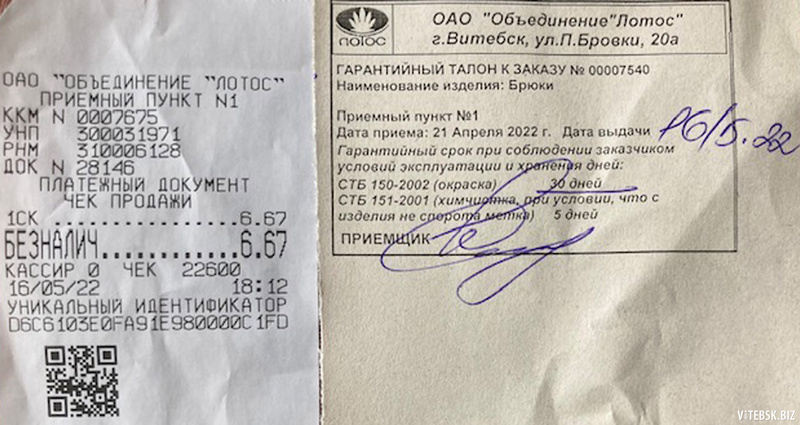 ОАО "ОБЪЕДИНЕНИЕ "ЛОТОС"
ПРИЕМНЫЙ ПУНКТ N1
ККМ N 0007675
УНП 300031971
РНМ 310006128
ДОК N 28146
ПЛАТЕЖНЫЙ ДОКУМЕНТ
ЧЕК ПРОДАЖИ
1СК ....................6.67
БЕЗНАЛИЧ............6.67
КАССИР 0 ЧЕК 22600
16/05/22 18:12
УНИКАЛЬНЫЙ ИДЕНТИФИКАТОР
D6C6103E0FA91E980000C1FD
ЛОТОС
ОАО "Объединение"Лотос"
г.Витебск, ул.П.Бровки, 20а
ГАРАНТИЙНЫЙ ТАЛОН К ЗАКАЗУ № 00007540
Наименование изделия: Брюки
Приемный пункт №1
Дата приема: 21 Апреля 2022 г. Дата выдачи
Гарантийный срок при соблюдении заказчиком
условий эксплуатации и хранения дней:
СТБ 150-2002 (окраска) 30 дней
СТБ 151-2001 (химчистка, при условии, что с
изделия не спорота метка) 5 дней
ПРИЕМЩИК
VITEBSK.BIZ